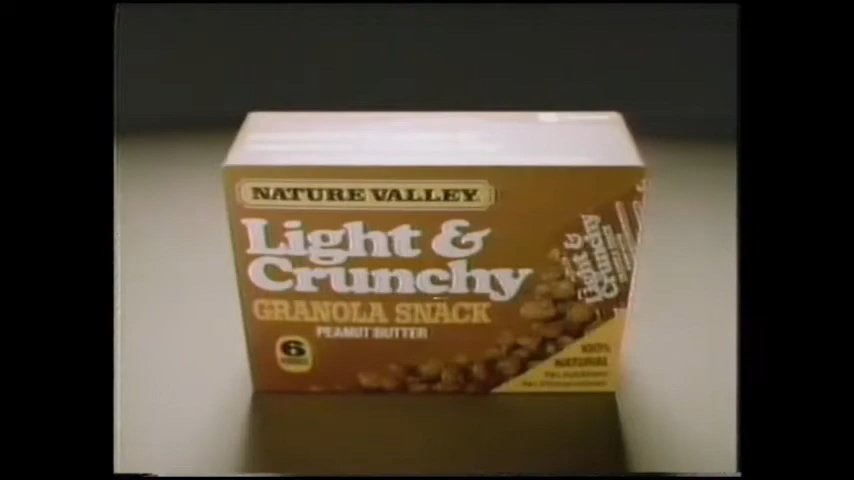 NATURE VALLEY
Light &
Crunchy
GRANOLA SNACK
PEANUT BUTTER
6
Light &
Crunchy
100%
NATURAL